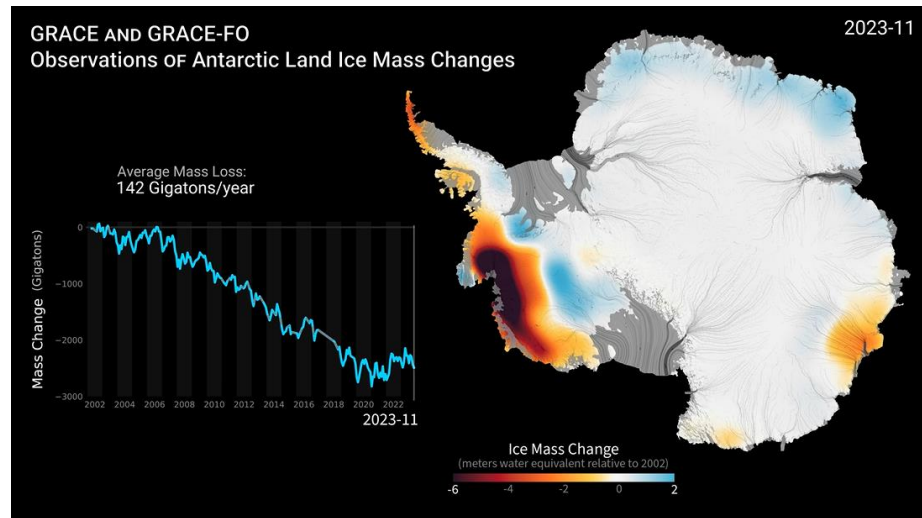 GRACE AND GRACE-FO
Observations OF Antarctic Land Ice Mass Changes
2023-11
Average Mass Loss:
142 Gigatons/year
Mass Change (Gigatons)
0
−1000
−2000
−3000
2002 2004 2006 2008 2010 2012 2014 2016 2018 2020 2022
2023-11
Ice Mass Change
(meters water equivalent relative to 2002)
-6 -4 -2 0 2